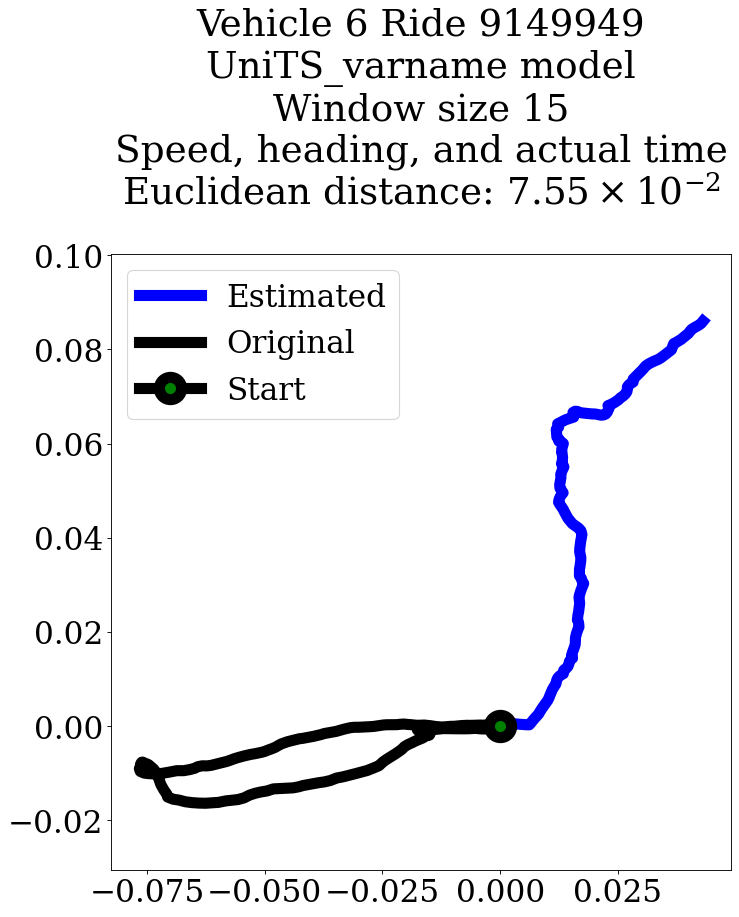 Vehicle 6 Ride 9149949
UniTS_varname model
Window size 15
Speed, heading, and actual time
Euclidean distance: 7.55 × 10⁻²
0.10
0.08
0.06
0.04
0.02
0.00
−0.02
Estimated
Original
Start
−0.075 −0.050 −0.025 0.000 0.025